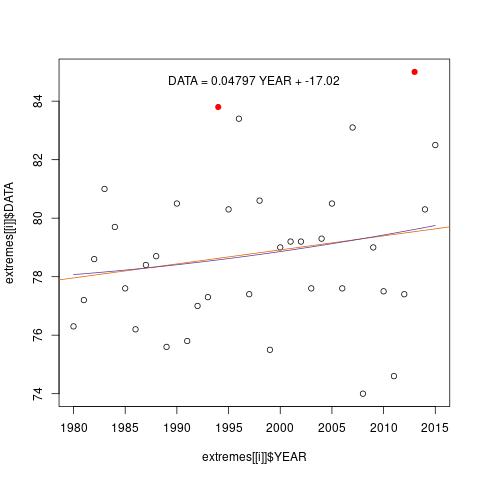 DATA = 0.04797 YEAR + -17.02
84
82
80
78
76
74
extremes[[i]]$DATA
1980 1985 1990 1995 2000 2005 2010 2015
extremes[[i]]$YEAR